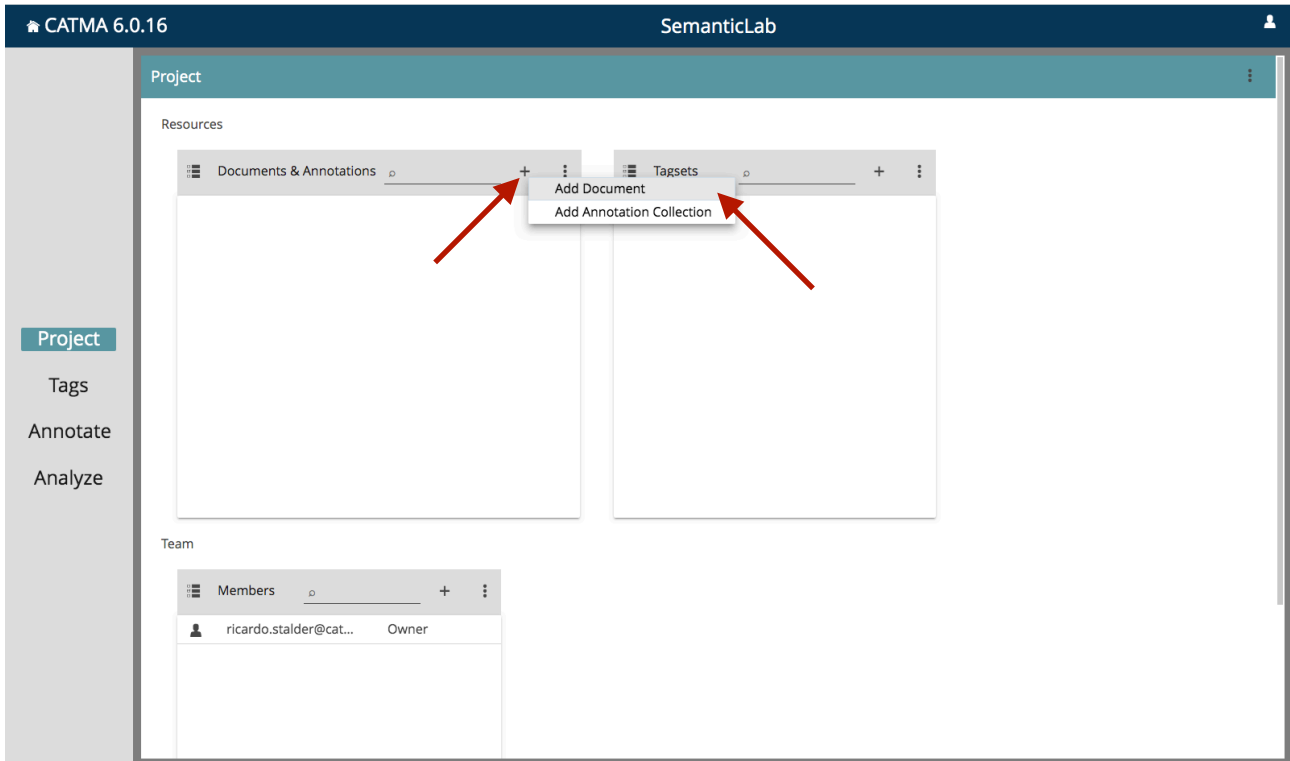 CATMA 6.0.16
SemanticLab
Project
Resources
Documents & Annotations
Tagsets
Add Document
Add Annotation Collection
Project
Tags
Annotate
Analyze
Team
Members
ricardo.stalder@cat...
Owner